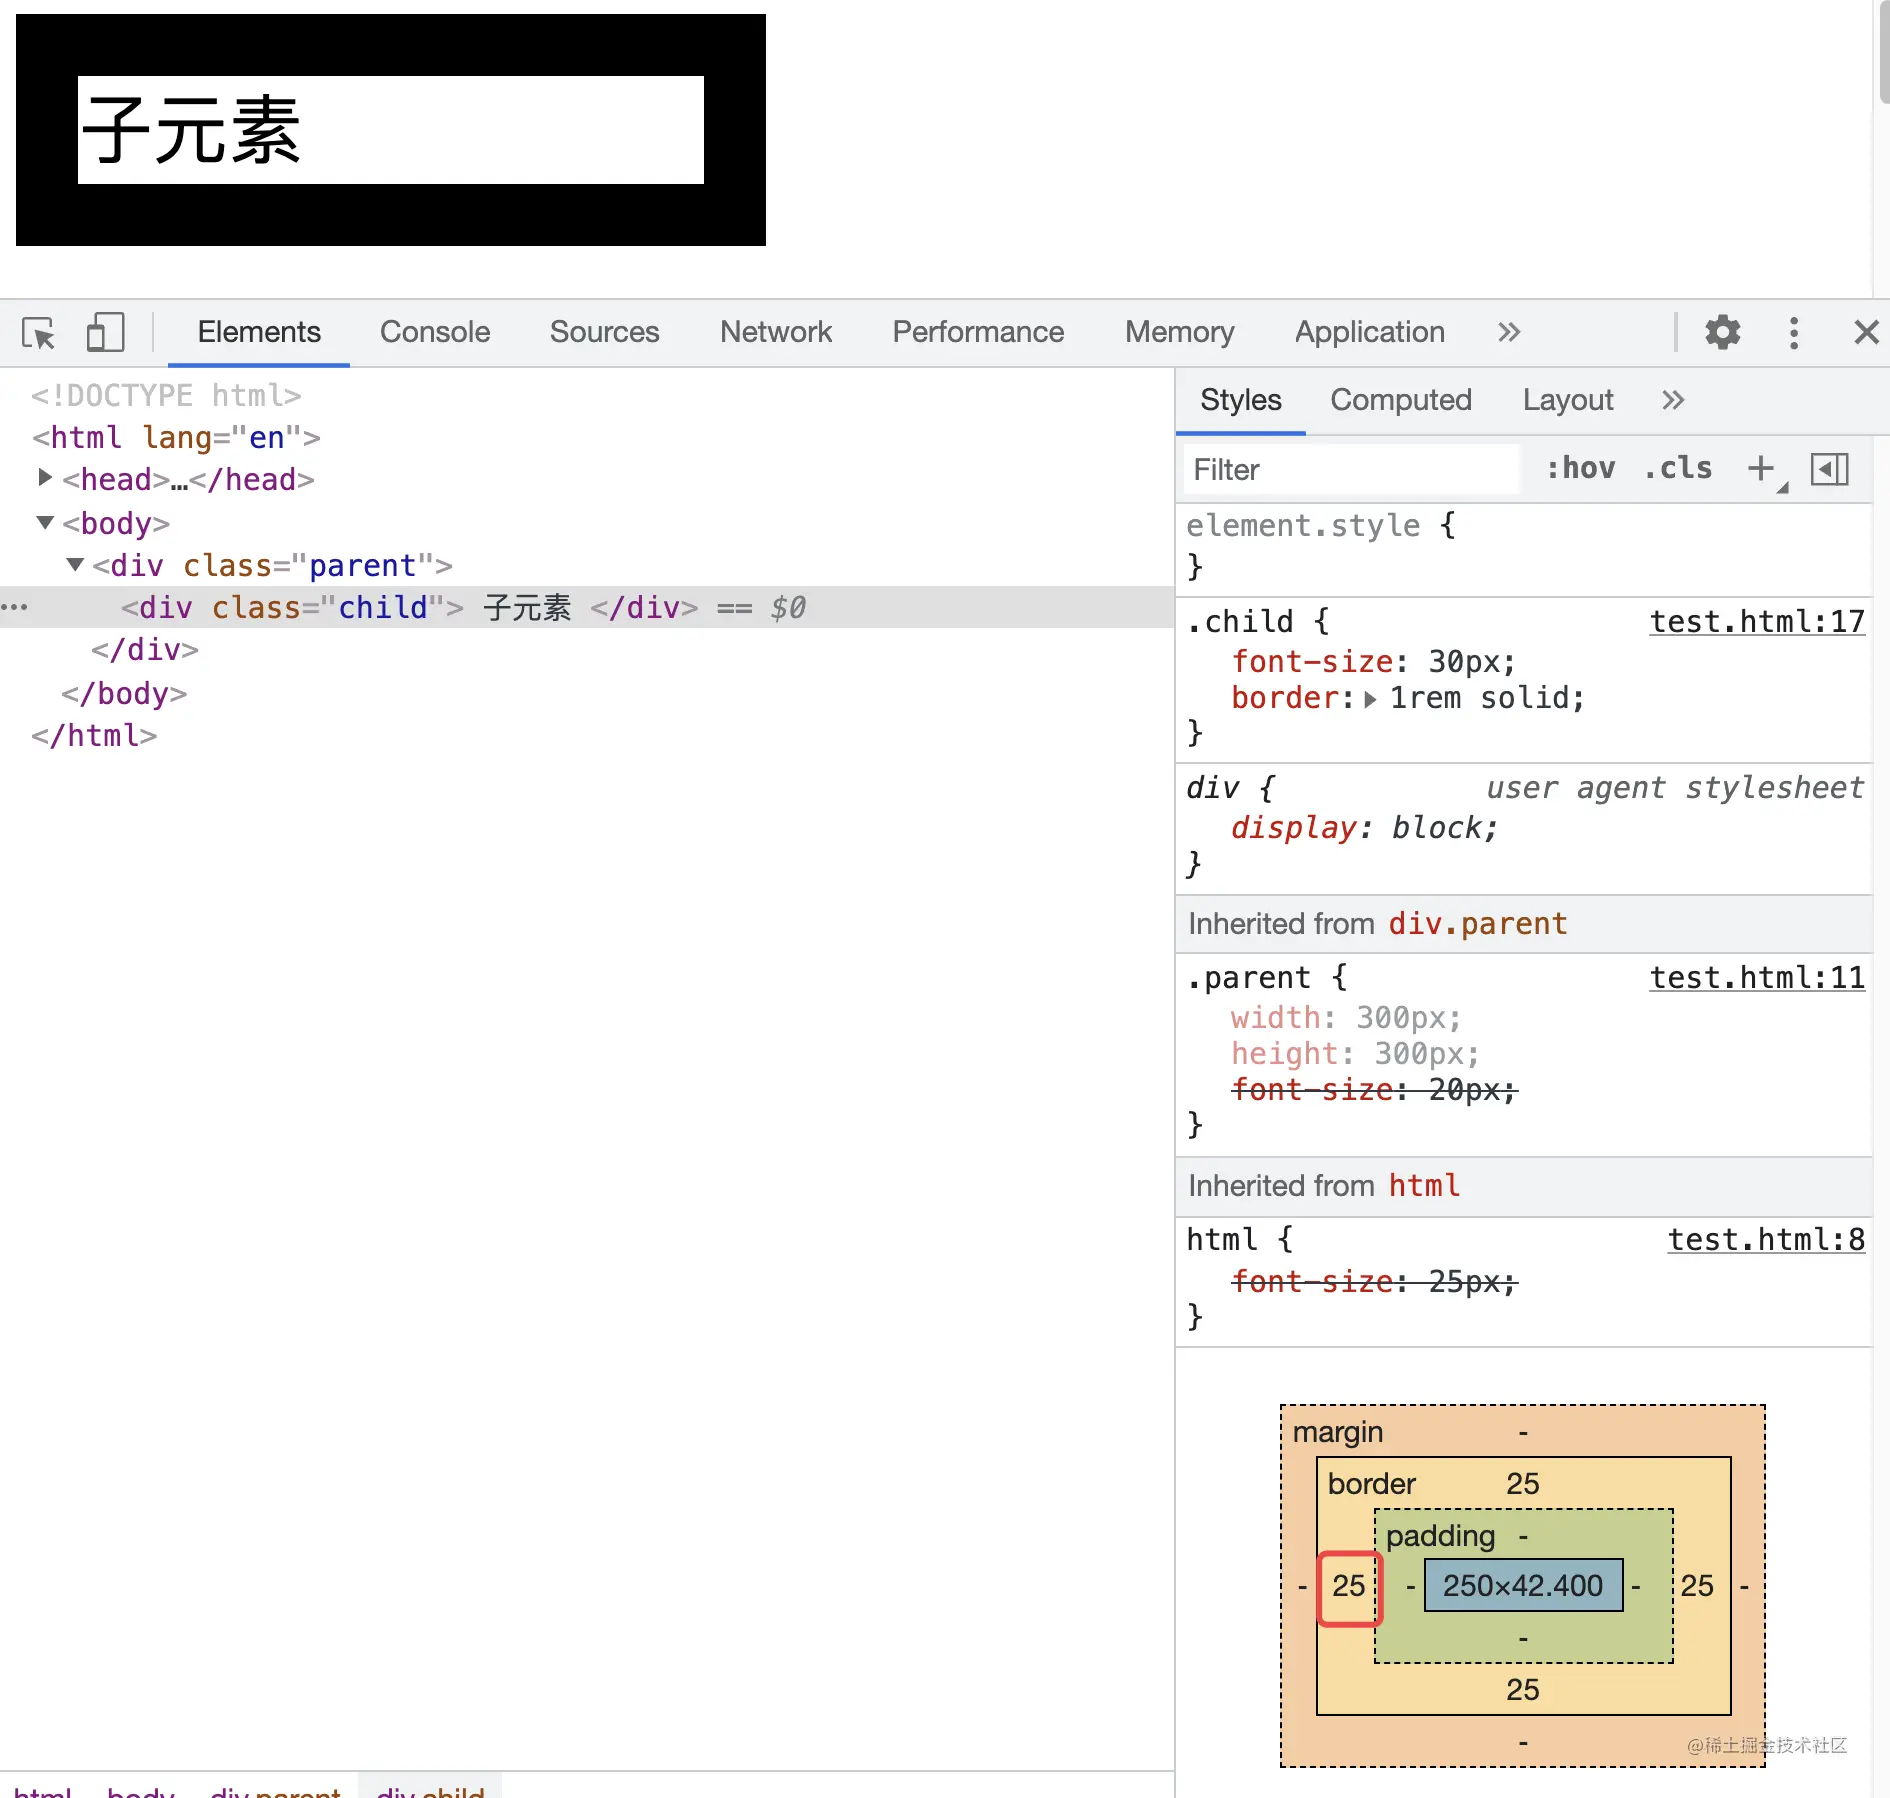 子元素
Elements Console Sources Network Performance Memory Application »
<!DOCTYPE html>
<html lang="en">
<head>…</head>
<body>
<div class="parent">
<div class="child"> 子元素 </div> == $0
</div>
</body>
</html>
html body div.parent div.child
Styles Computed Layout »
Filter :hov .cls +
element.style {
}
.child { test.html:17
font-size: 30px;
border: 1rem solid;
}
div { user agent stylesheet
display: block;
}
Inherited from div.parent
.parent { test.html:11
width: 300px;
height: 300px;
font-size: 20px;
}
Inherited from html
html { test.html:8
font-size: 25px;
}
margin -
border 25
padding -
- 25 - 250×42.400 - 25 -
-
25
-
@稀土掘金技术社区